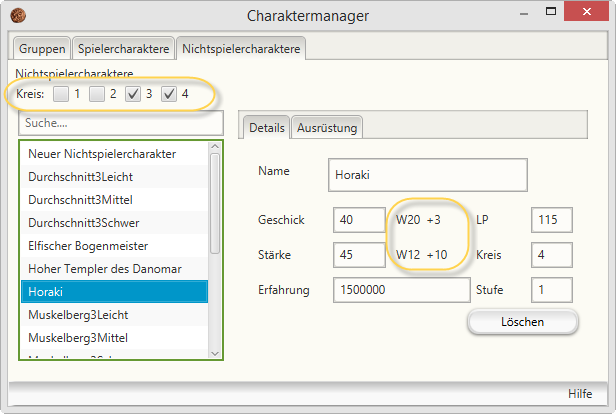 Charaktermanager
Gruppen Spielercharaktere Nichtspielercharaktere
Nichtspielercharaktere
Kreis: 1 2 3 4
Suche....
Neuer Nichtspielercharakter
Durchschnitt3Leicht
Durchschnitt3Mittel
Durchschnitt3Schwer
Elfischer Bogenmeister
Hoher Templer des Danomar
Horaki
Muskelberg3Leicht
Muskelberg3Mittel
Muskelberg3Schwer
Details Ausrüstung
Name Horaki
Geschick 40 W20 +3 LP 115
Stärke 45 W12 +10 Kreis 4
Erfahrung 1500000 Stufe 1
Löschen
Hilfe